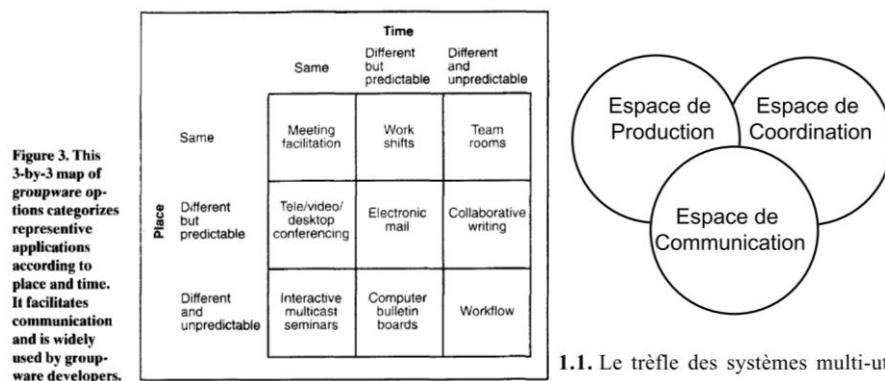 Figure 3. This
3-by-3 map of
groupware op-
tions categorizes
representive
applications
according to
place and time.
It facilitates
communication
and is widely
used by group-
ware developers.
Time
Same
Different
but
predictable
Different
and
unpredictable
Place
Same
Meeting
facilitation
Work
shifts
Team
rooms
Different
but
predictable
Tele/video/
desktop
conferencing
Electronic
mail
Collaborative
writing
Different
and
unpredictable
Interactive
multicast
seminars
Computer
bulletin
boards
Workflow
Espace de
Production
Espace de
Coordination
Espace de
Communication
1.1. Le trèfle des systèmes multi-ut